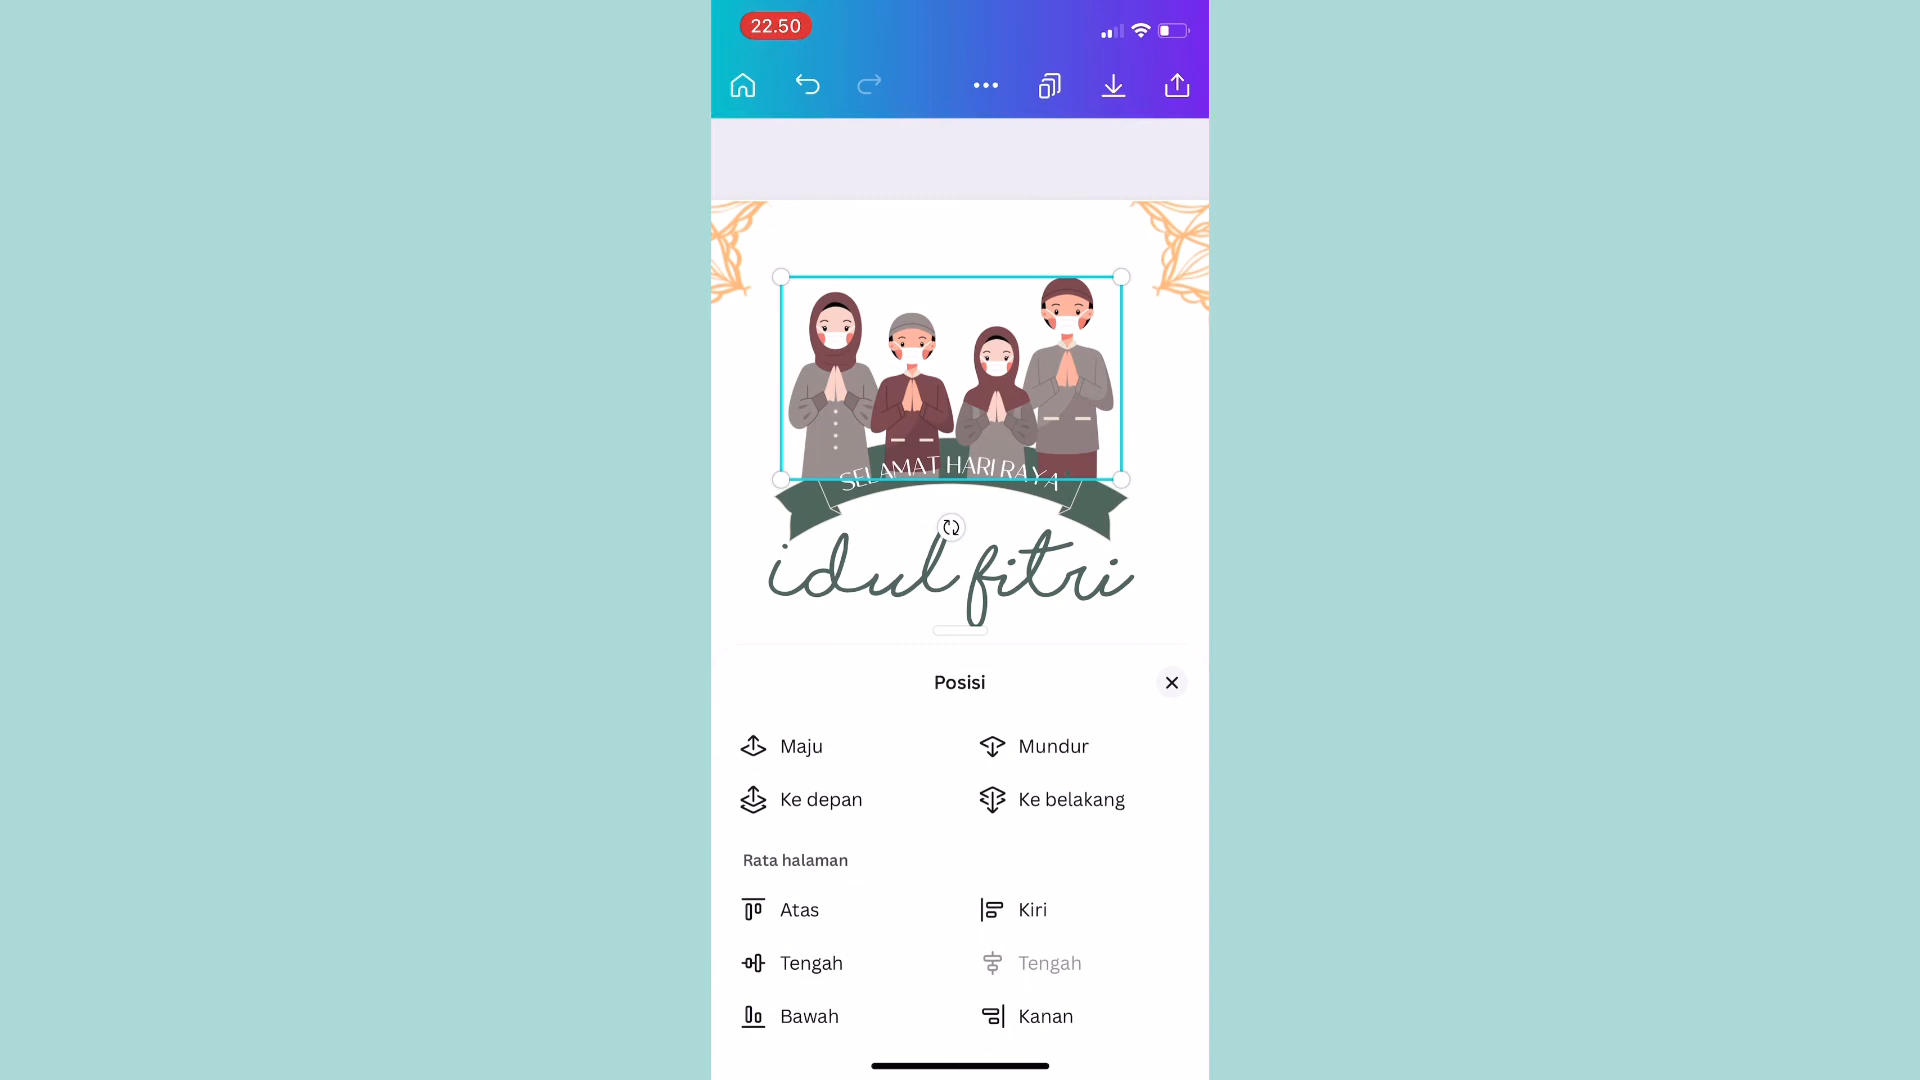 22.50
SELAMAT HARI RAYA
idul fitri
Posisi
Maju
Mundur
Ke depan
Ke belakang
Rata halaman
Atas
Kiri
Tengah
Tengah
Bawah
Kanan